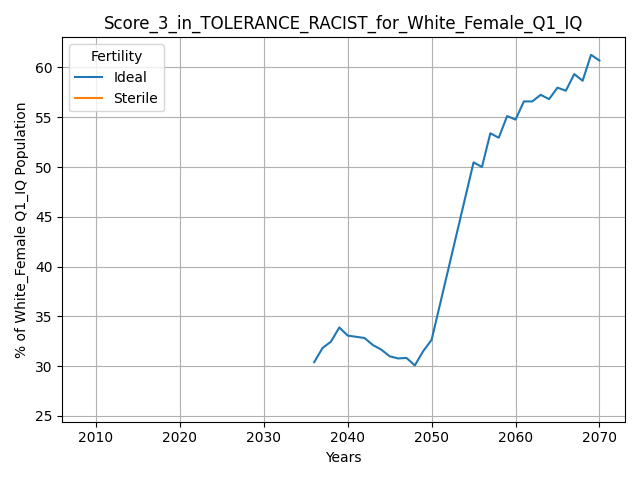 Score_3_in_TOLERANCE_RACIST_for_White_Female_Q1_IQ
Fertility
Ideal
Sterile
% of White_Female Q1_IQ Population
60
55
50
45
40
35
30
25
2010 2020 2030 2040 2050 2060 2070
Years